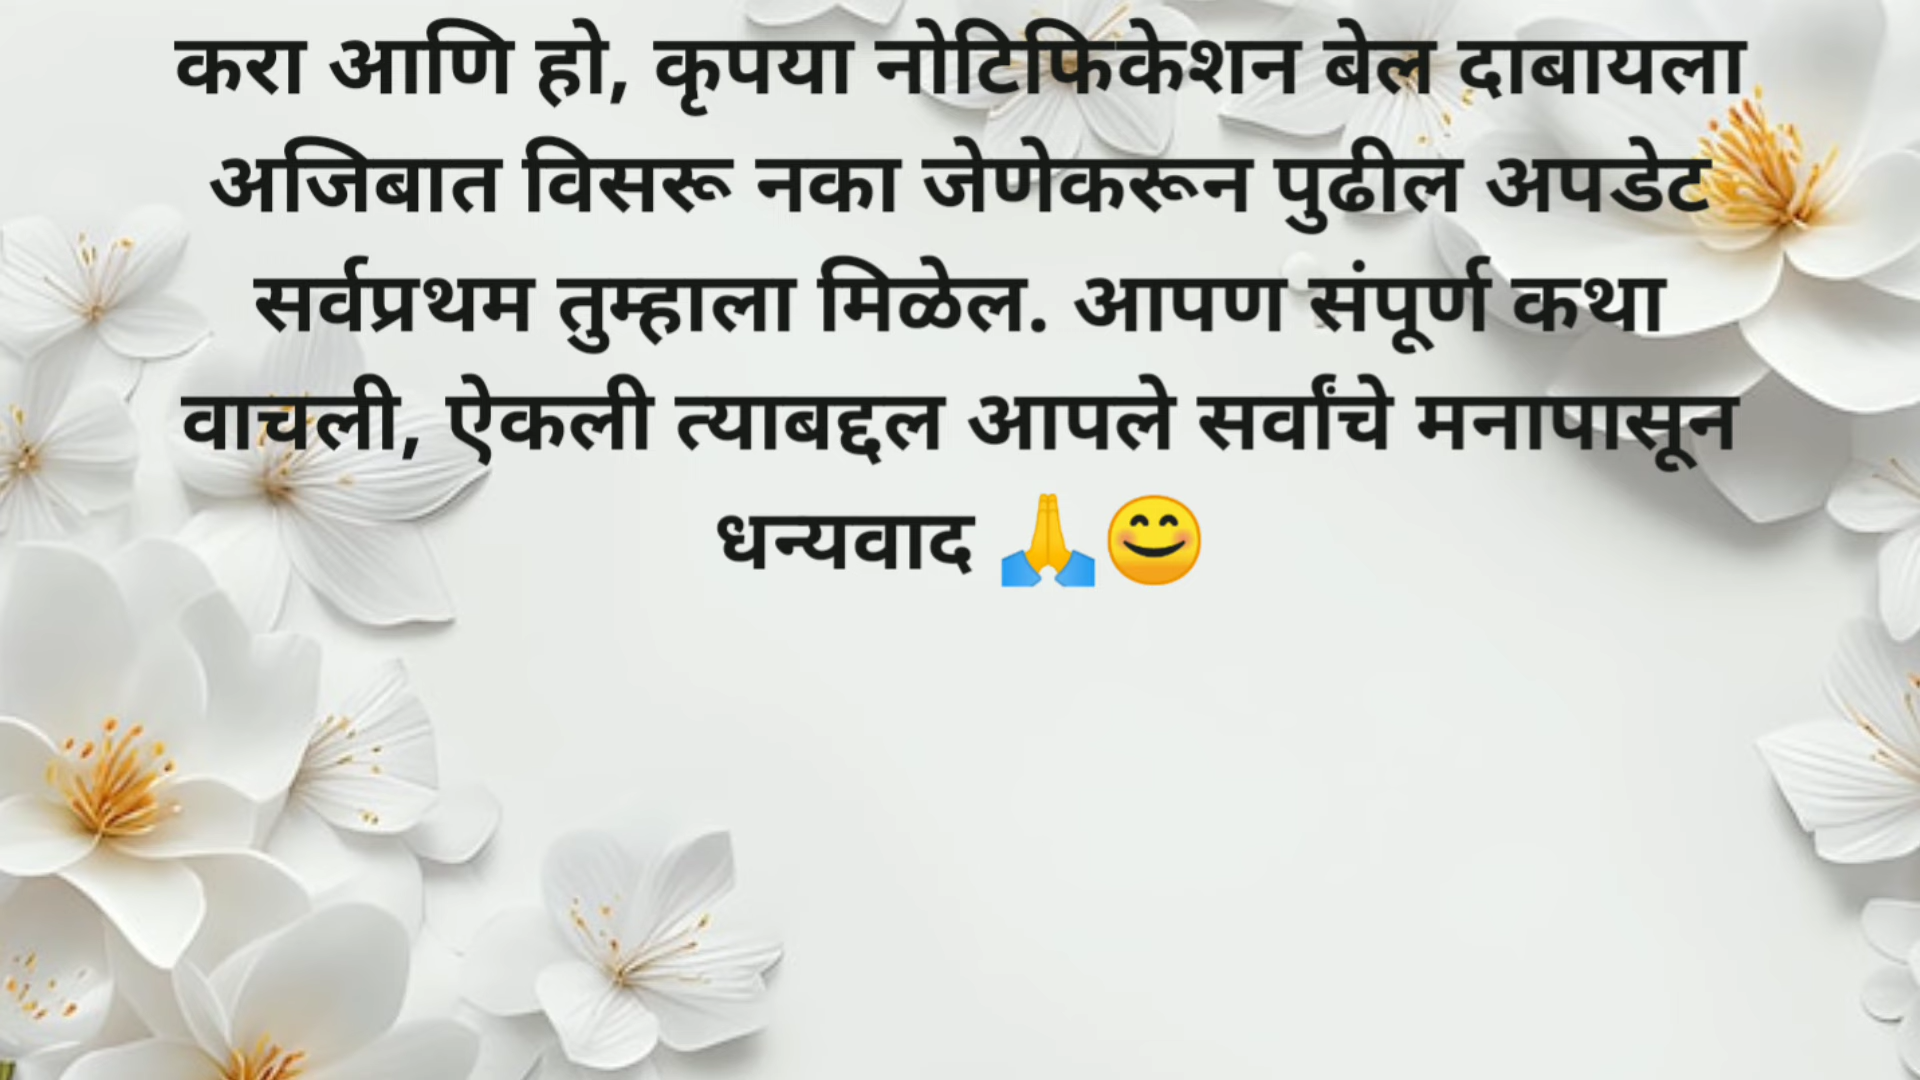 करा आणि हो, कृपया नोटिफिकेशन बेल दाबायला
अजिबात विसरू नका जेणेकरून पुढील अपडेट
सर्वप्रथम तुम्हाला मिळेल. आपण संपूर्ण कथा
वाचली, ऐकली त्याबद्दल आपले सर्वांचे मनापासून
धन्यवाद 🙏😊